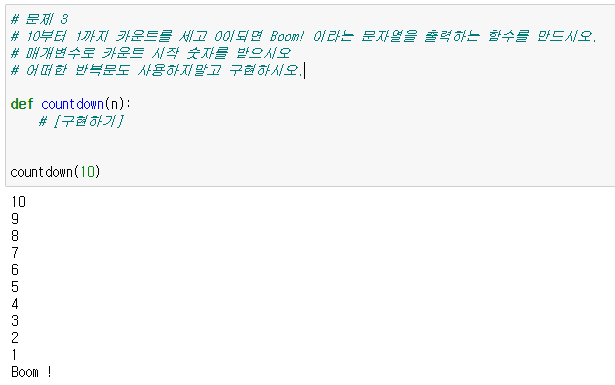 # 문제 3
# 10부터 1까지 카운트를 세고 0이되면 Boom! 이라는 문자열을 출력하는 함수를 만드시오.
# 매개변수로 카운트 시작 숫자를 받으시오
# 어떠한 반복문도 사용하지말고 구현하시오.
def countdown(n):
# [구현하기]
countdown(10)
10
9
8
7
6
5
4
3
2
1
Boom !